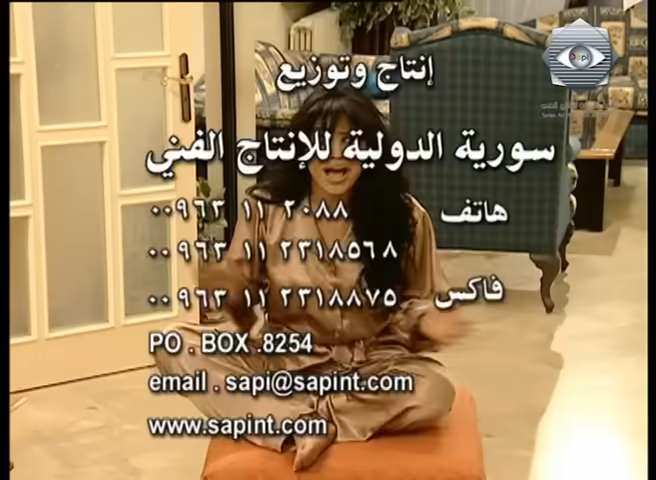 Sapi
إنتاج وتوزيع
سورية الدولية للإنتاج الفني
هاتف ٠٠٩٦٣ ١١ ٢٠٨٨
٠٠٩٦٣ ١١ ٢٣١٨٥٦٨
فاكس ٠٠٩٦٣ ١١ ٢٣١٨٨٧٥
PO . BOX .8254
email . sapi@sapint.com
www.sapint.com